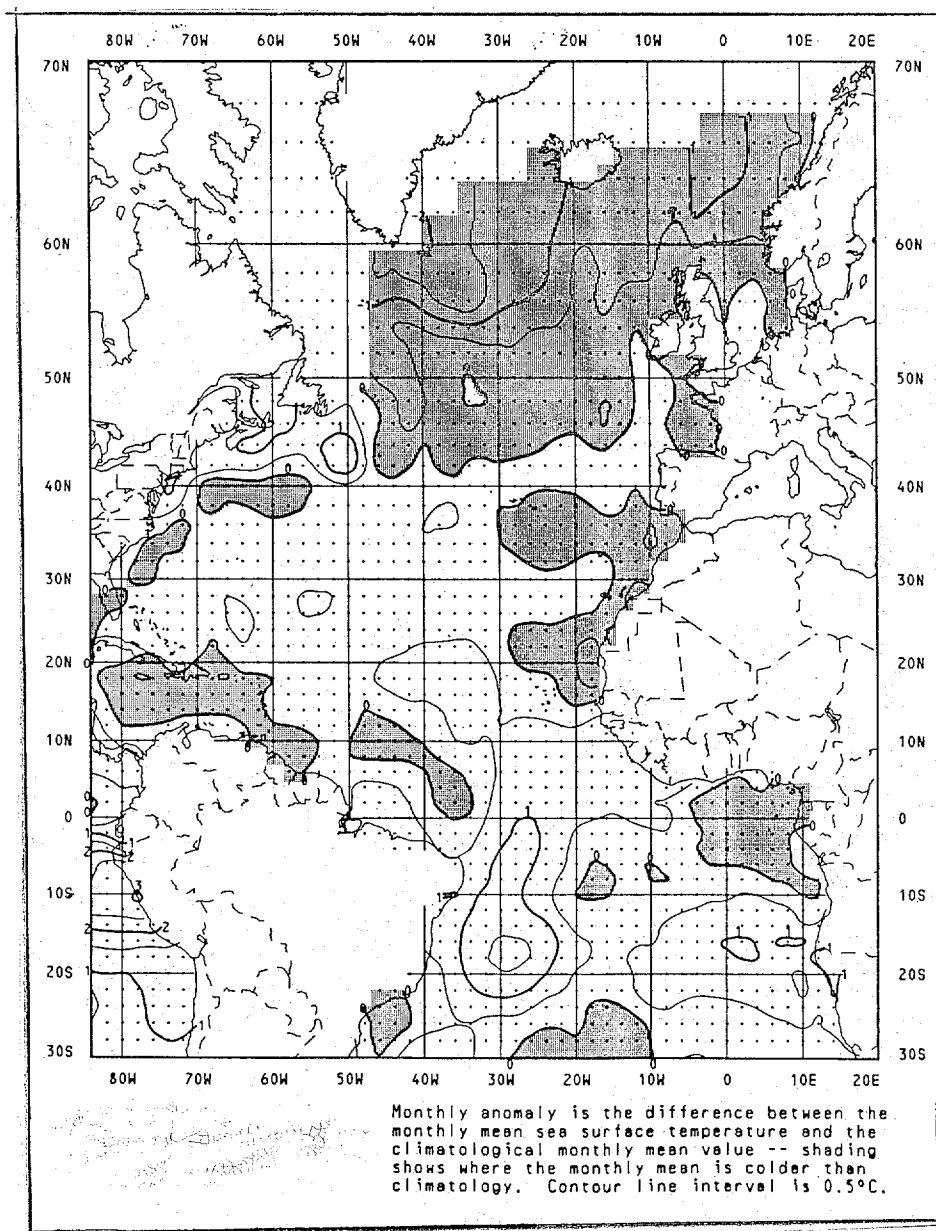 80W 70W 60W 50W 40W 30W 20W 10W 0 10E 20E
70N 70N
60N 60N
50N 50N
40N 40N
30N 30N
20N 20N
10N 10N
0 0
10S 10S
20S 20S
30S 30S
80W 70W 60W 50W 40W 30W 20W 10W 0 10E 20E
Monthly anomaly is the difference between the
monthly mean sea surface temperature and the
climatological monthly mean value -- shading
shows where the monthly mean is colder than
climatology. Contour line interval is 0.5°C.